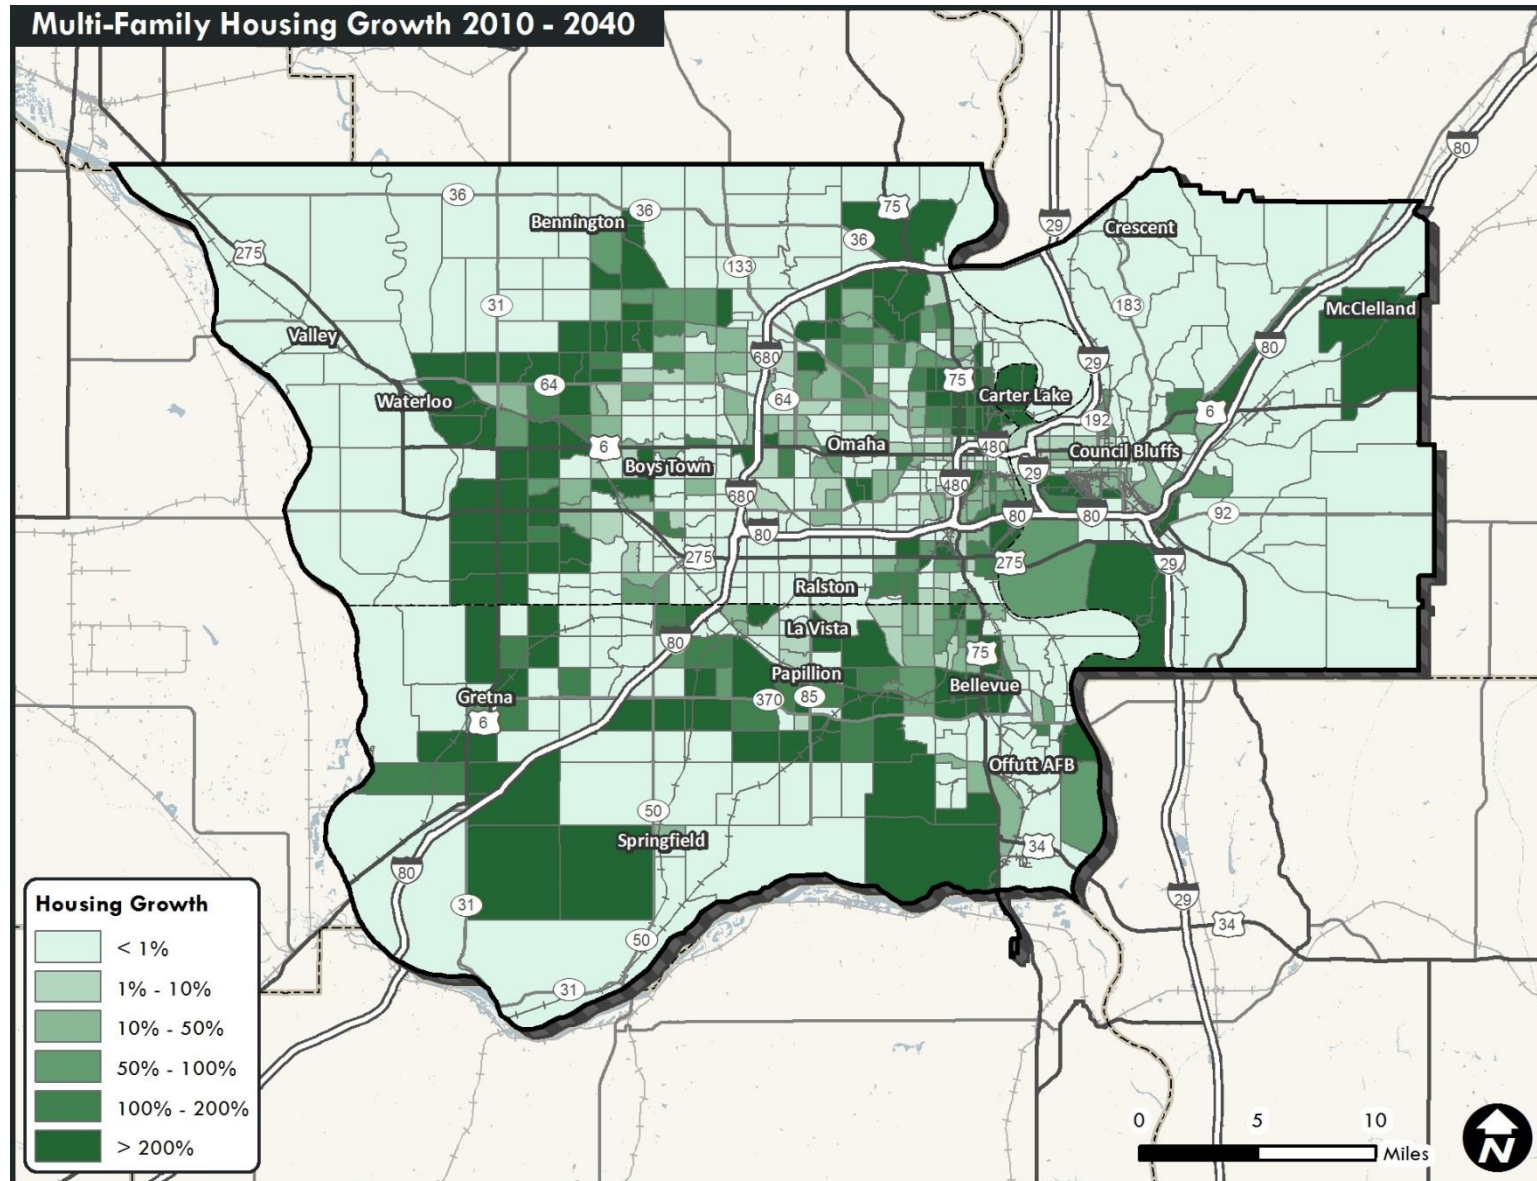 Multi-Family Housing Growth 2010 - 2040
80
36
Bennington
36
75
29
Crescent
275
36
133
31
183
McClelland
Valley
80
680
29
64
75
Carter Lake
Waterloo
64
6
192
6
Omaha
480
Council Bluffs
Boys Town
29
480
680
80
80
92
80
275
275
29
Ralston
La Vista
80
75
Papillion
Bellevue
Gretna
370
85
6
Offutt AFB
50
Springfield
34
80
31
29
34
50
31
Housing Growth
< 1%
1% - 10%
10% - 50%
50% - 100%
100% - 200%
> 200%
0 5 10
Miles
N